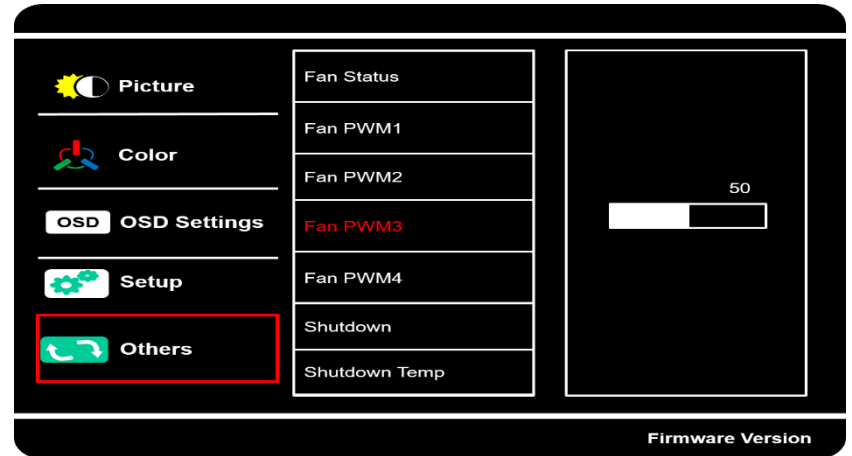 Picture
Color
OSD OSD Settings
Setup
Others
Fan Status
Fan PWM1
Fan PWM2
Fan PWM3
Fan PWM4
Shutdown
Shutdown Temp
50
Firmware Version